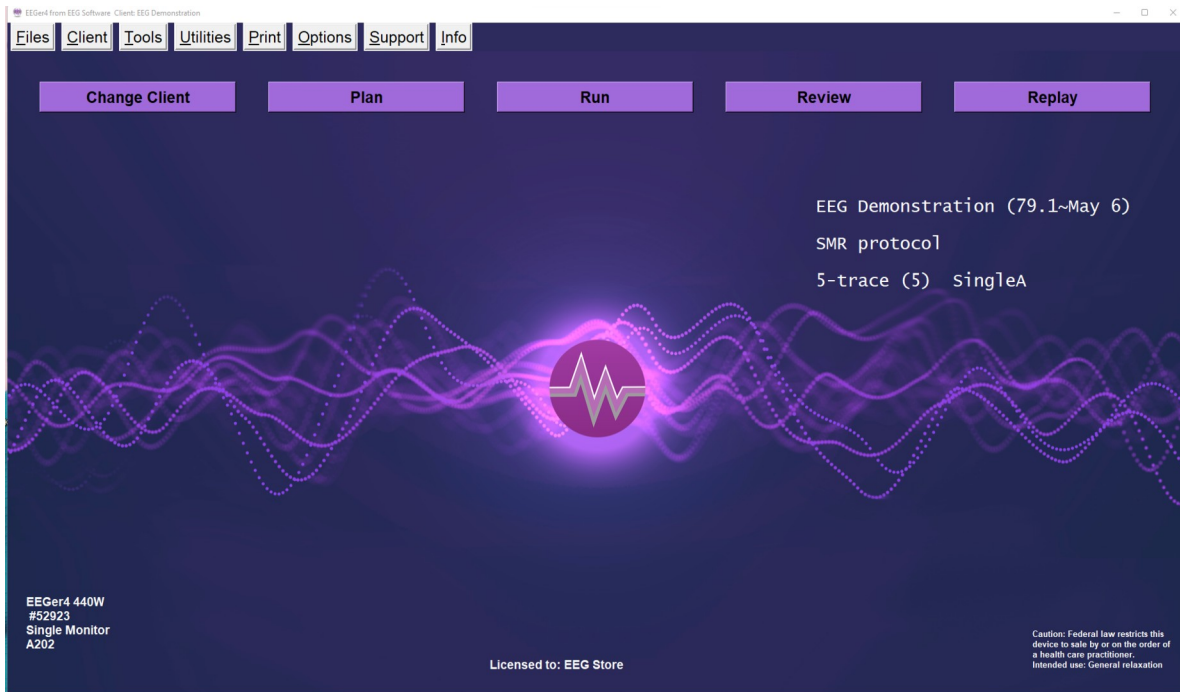 EEGer4 from EEG Software Client: EEG Demonstration
Files Client Tools Utilities Print Options Support Info
Change Client Plan Run Review Replay
EEG Demonstration (79.1~May 6)
SMR protocol
5-trace (5) SingleA
EEGer4 440W
#52923
Single Monitor
A202
Licensed to: EEG Store
Caution: Federal law restricts this
device to sale by or on the order of
a health care practitioner.
Intended use: General relaxation